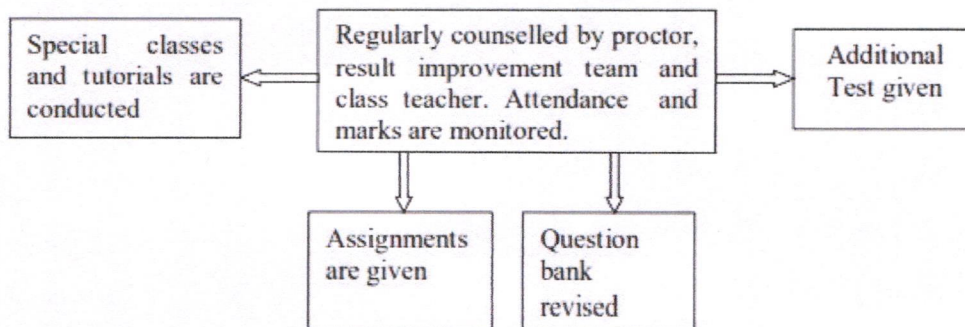 Special classes
and tutorials are
conducted
Regularly counselled by proctor,
result improvement team and
class teacher. Attendance and
marks are monitored.
Additional
Test given
Assignments
are given
Question
bank
revised